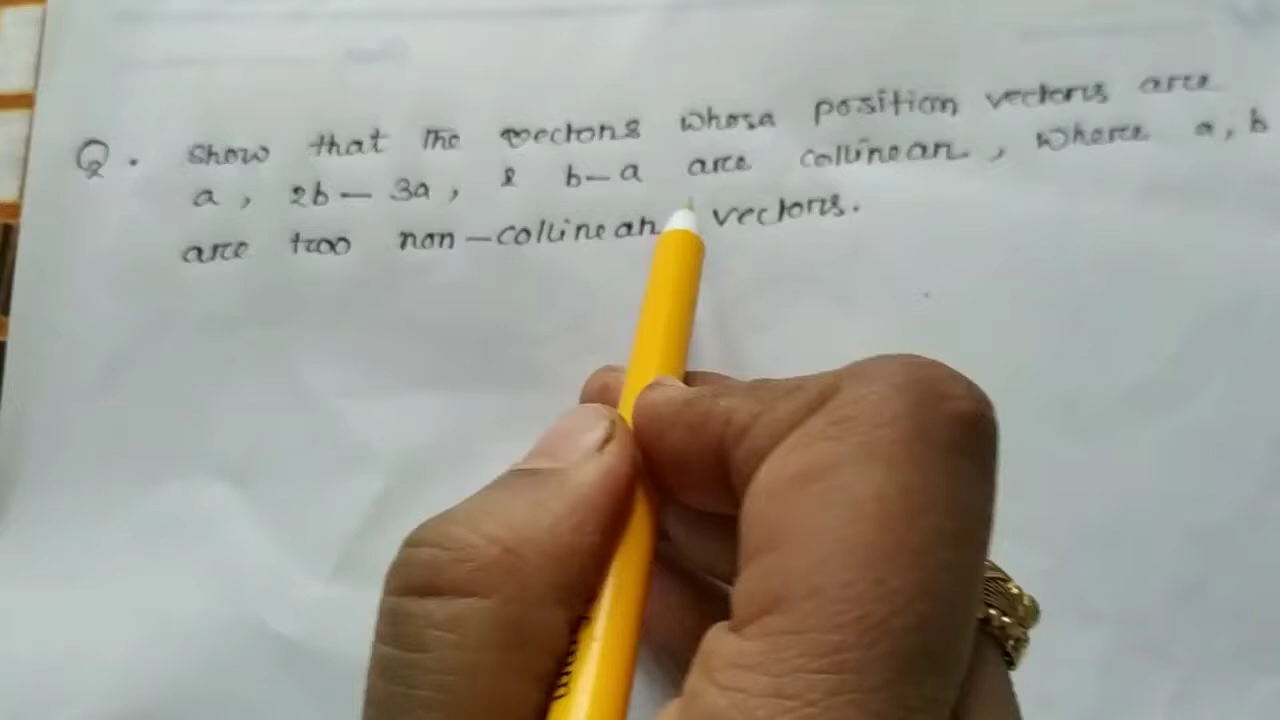 Q. Show that the vectors whose position vectors are
a, 2b - 3a, & b-a are collinear, where a, b
are two non-collinear vectors.